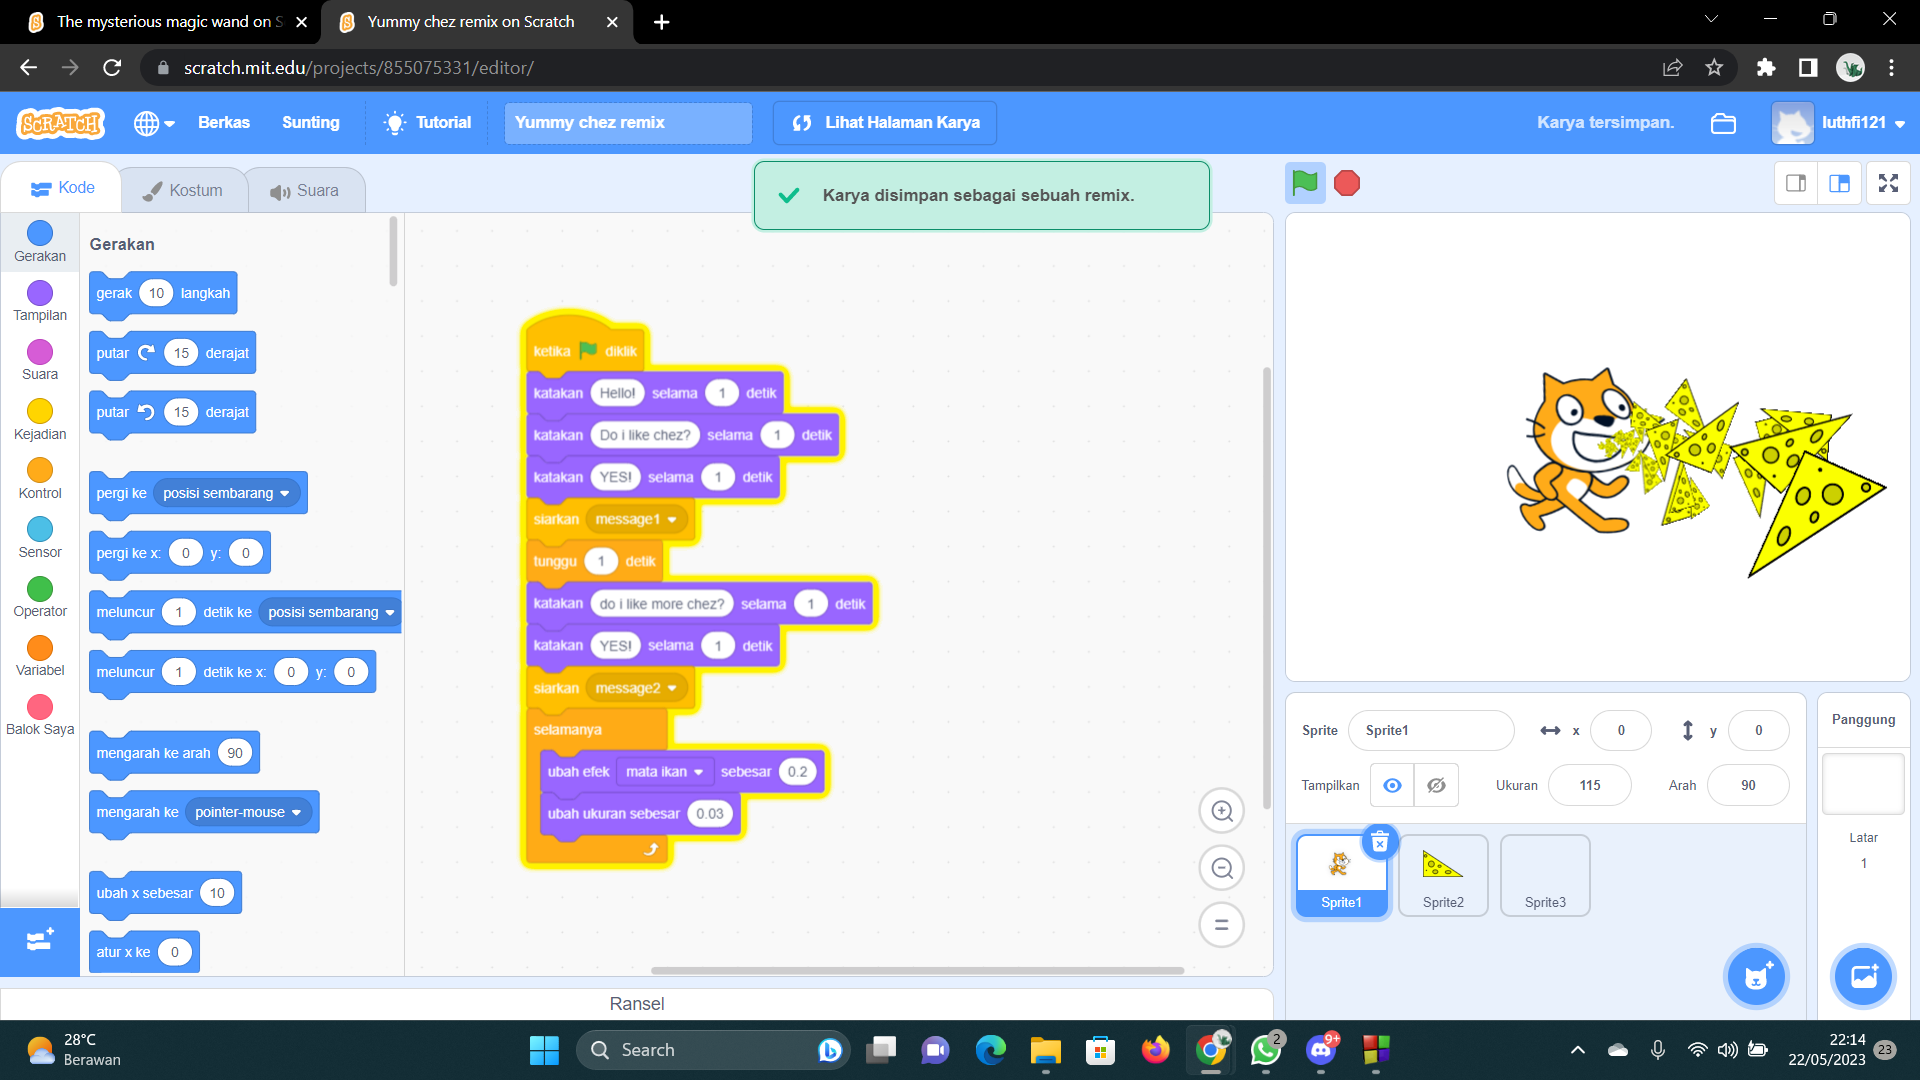 The mysterious magic wand on S
Yummy chez remix on Scratch
scratch.mit.edu/projects/855075331/editor/
SCRATCH
Berkas
Sunting
Tutorial
Yummy chez remix
Lihat Halaman Karya
Karya tersimpan.
luthfi121
Kode
Kostum
Suara
Karya disimpan sebagai sebuah remix.
Gerakan
Tampilan
Suara
Kejadian
Kontrol
Sensor
Operator
Variabel
Balok Saya
Gerakan
gerak 10 langkah
putar 15 derajat
putar 15 derajat
pergi ke posisi sembarang
pergi ke x: 0 y: 0
meluncur 1 detik ke posisi sembarang
meluncur 1 detik ke x: 0 y: 0
mengarah ke arah 90
mengarah ke pointer-mouse
ubah x sebesar 10
atur x ke 0
ketika diklik
katakan Hello! selama 1 detik
katakan Do i like chez? selama 1 detik
katakan YES! selama 1 detik
siarkan message1
tunggu 1 detik
katakan do i like more chez? selama 1 detik
katakan YES! selama 1 detik
siarkan message2
selamanya
ubah efek mata ikan sebesar 0.2
ubah ukuran sebesar 0.03
Sprite Sprite1 x 0 y 0
Tampilkan Ukuran 115 Arah 90
Sprite1
Sprite2
Sprite3
Panggung
Latar
1
Ransel
28°C
Berawan
Search
2
9+
22:14
22/05/2023
23